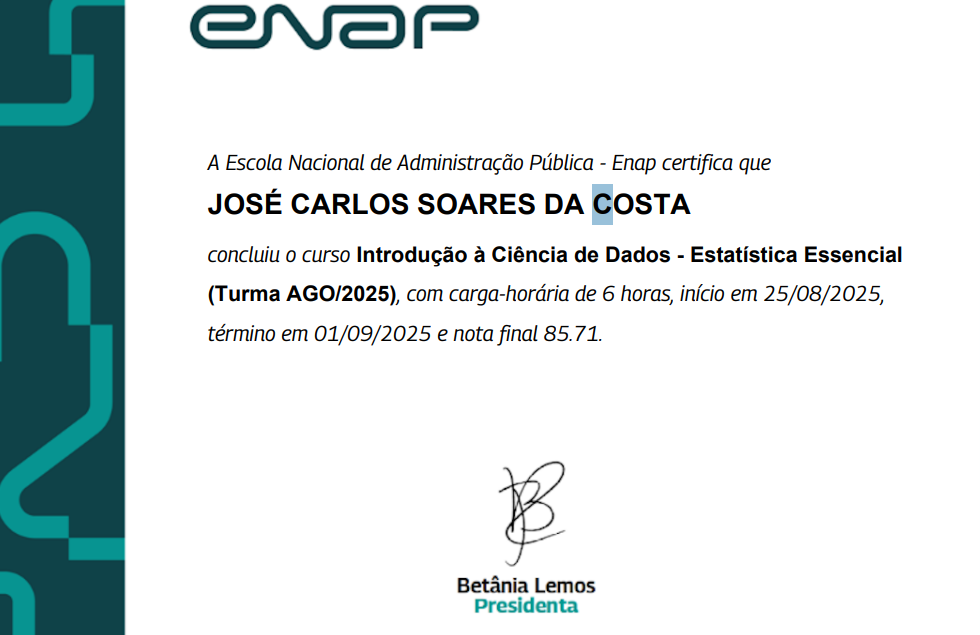 enap
A Escola Nacional de Administração Pública - Enap certifica que
JOSÉ CARLOS SOARES DA COSTA
concluiu o curso Introdução à Ciência de Dados - Estatística Essencial
(Turma AGO/2025), com carga-horária de 6 horas, início em 25/08/2025,
término em 01/09/2025 e nota final 85.71.
Betânia Lemos
Presidenta